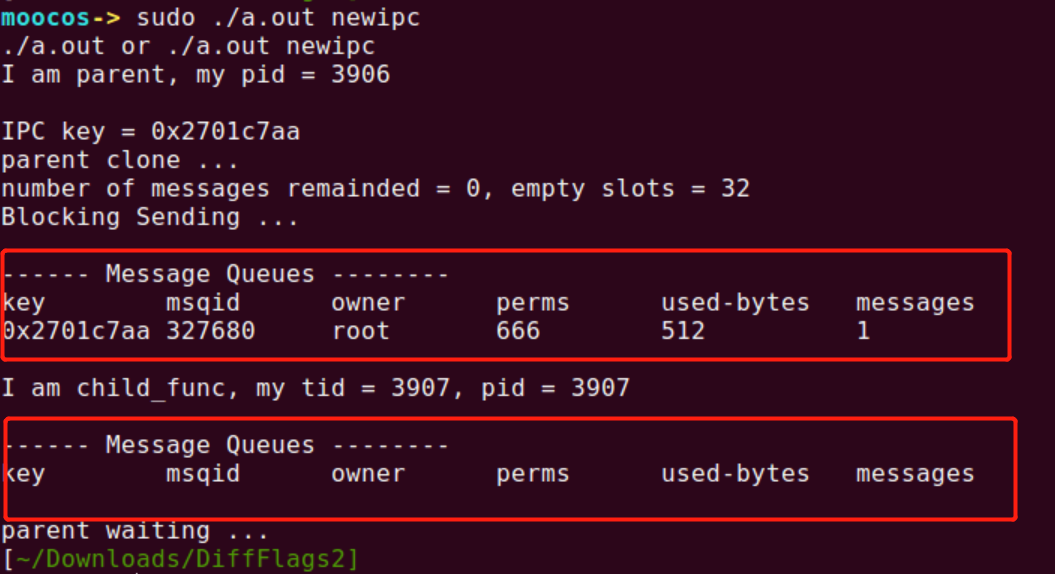 moocos-> sudo ./a.out newipc
./a.out or ./a.out newipc
I am parent, my pid = 3906
IPC key = 0x2701c7aa
parent clone ...
number of messages remainded = 0, empty slots = 32
Blocking Sending ...
------ Message Queues --------
key msqid owner perms used-bytes messages
0x2701c7aa 327680 root 666 512 1
I am child_func, my tid = 3907, pid = 3907
------ Message Queues --------
key msqid owner perms used-bytes messages
parent waiting ...
[~/Downloads/DiffFlags2]